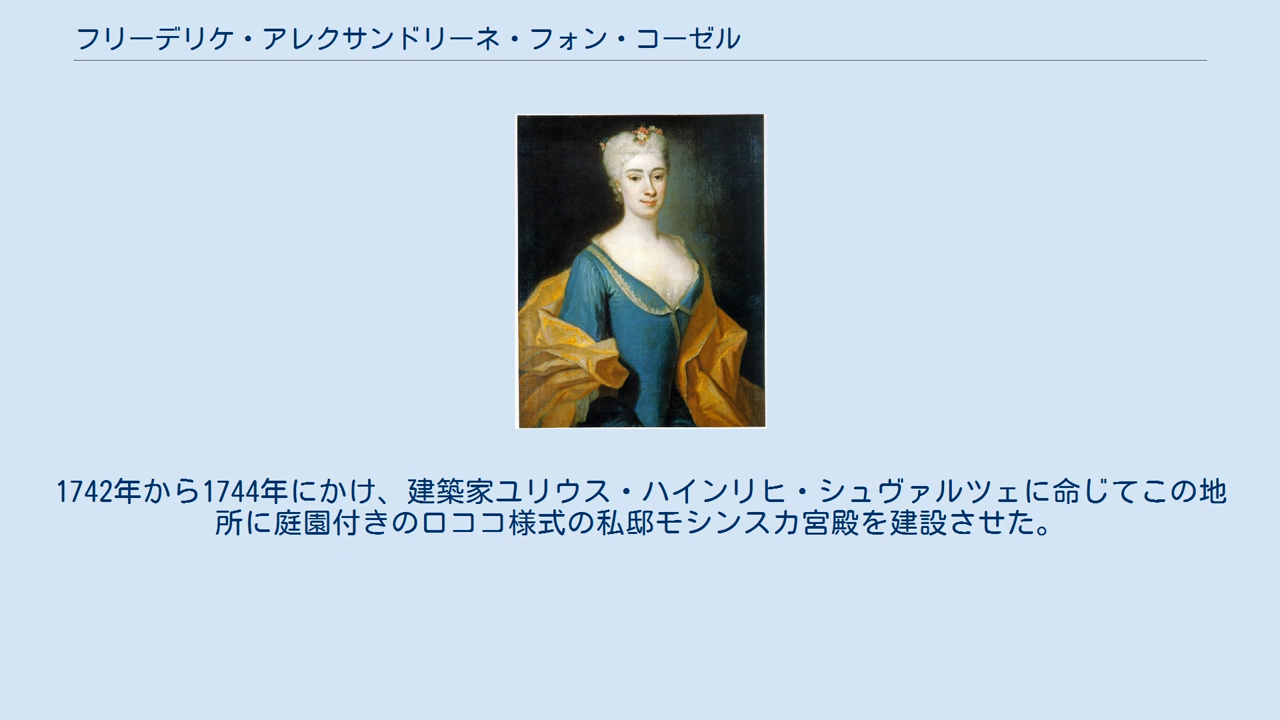 フリーデリケ・アレクサンドリーネ・フォン・コーゼル
1742年から1744年にかけ、建築家ユリウス・ハインリヒ・シュヴァルツェに命じてこの地
所に庭園付きのロココ様式の私邸モシンスカ宮殿を建設させた。